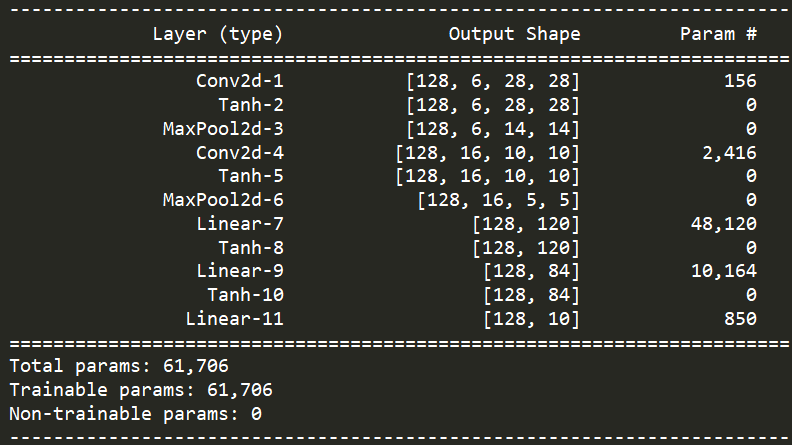 ----------------------------------------------------------------
Layer (type) Output Shape Param #
================================================================
Conv2d-1 [128, 6, 28, 28] 156
Tanh-2 [128, 6, 28, 28] 0
MaxPool2d-3 [128, 6, 14, 14] 0
Conv2d-4 [128, 16, 10, 10] 2,416
Tanh-5 [128, 16, 10, 10] 0
MaxPool2d-6 [128, 16, 5, 5] 0
Linear-7 [128, 120] 48,120
Tanh-8 [128, 120] 0
Linear-9 [128, 84] 10,164
Tanh-10 [128, 84] 0
Linear-11 [128, 10] 850
================================================================
Total params: 61,706
Trainable params: 61,706
Non-trainable params: 0
----------------------------------------------------------------